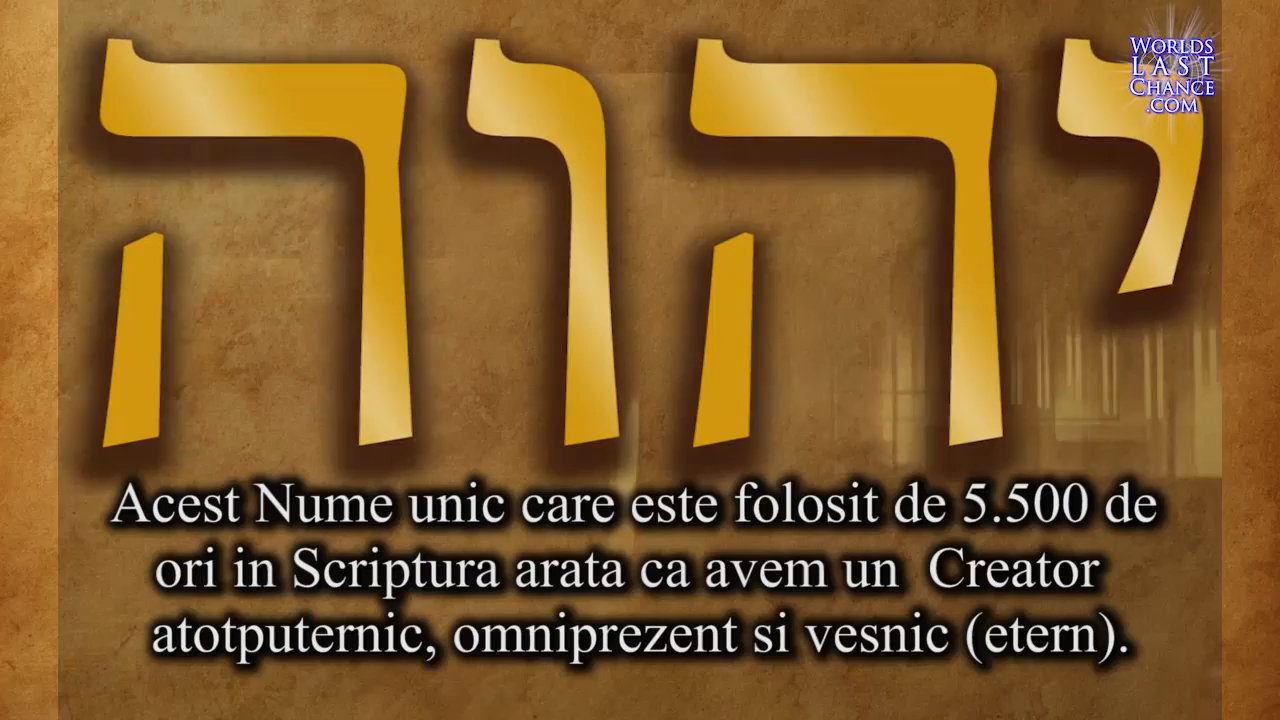 יהוה
WORLDS
LAST
CHANCE
.COM
Acest Nume unic care este folosit de 5.500 de
ori in Scriptura arata ca avem un Creator
atotputernic, omniprezent si vesnic (etern).